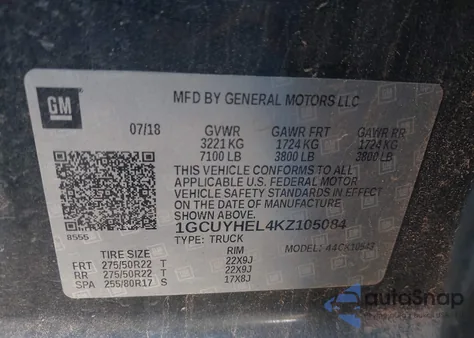 GM
MFD BY GENERAL MOTORS LLC
07/18 GVWR GAWR FRT GAWR RR
3221 KG 1724 KG 1724 KG
7100 LB 3800 LB 3800 LB
THIS VEHICLE CONFORMS TO ALL
APPLICABLE U.S. FEDERAL MOTOR
VEHICLE SAFETY STANDARDS IN EFFECT
ON THE DATE OF MANUFACTURE
SHOWN ABOVE.
1GCUYHEL4KZ105084
8555 TYPE: TRUCK MODEL:
TIRE SIZE RIM
FRT 275/50R22 T 22X9J
RR 275/50R22 T 22X9J
SPA 255/80R17 S 17X8J
autoSnap